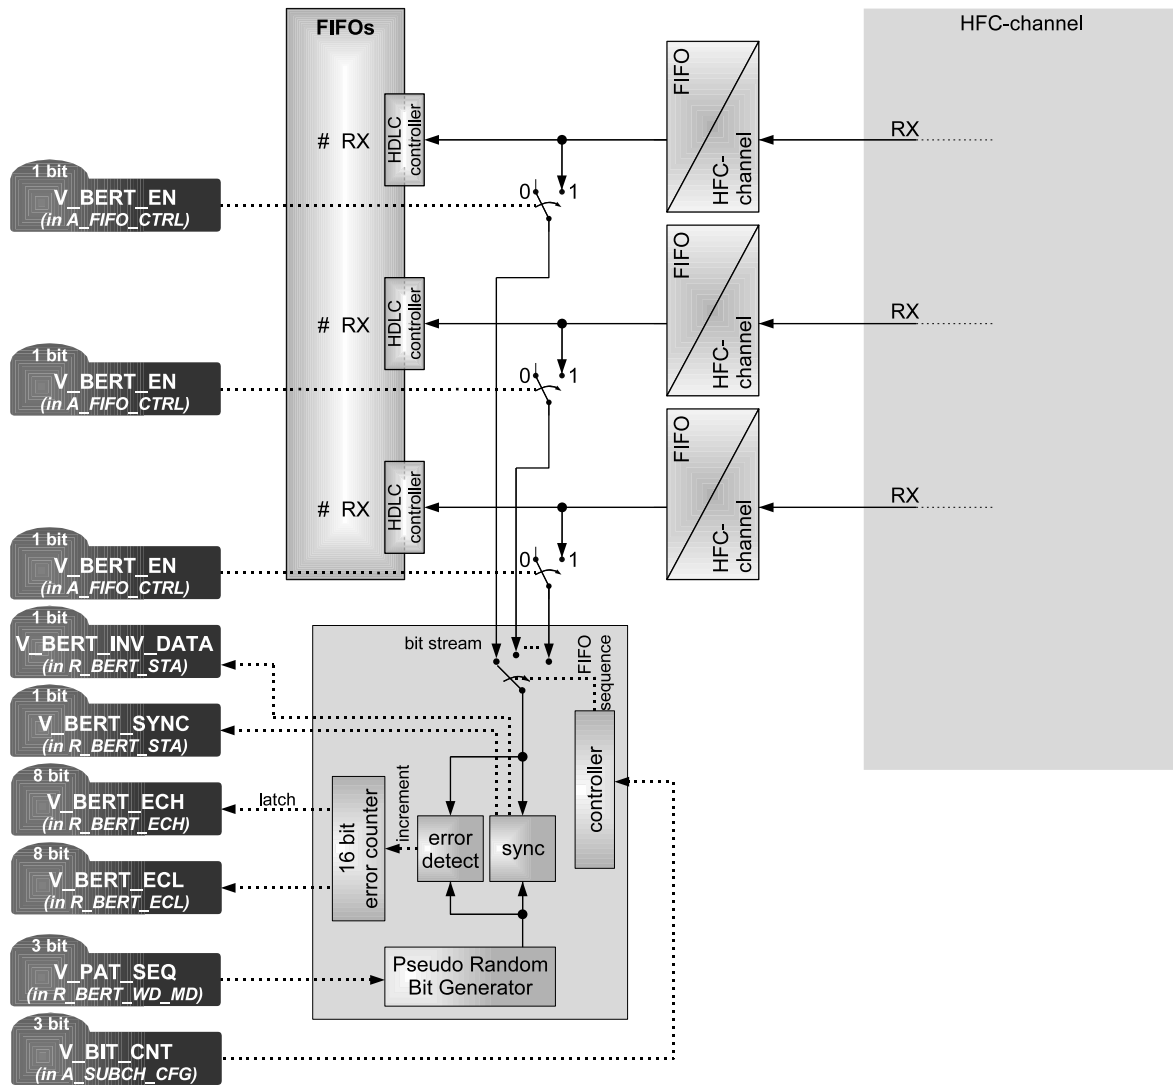 FIFOs
HFC-channel
# RX
HDLC
controller
FIFO
HFC-
channel
RX
1 bit
V_BERT_EN
(in A_FIFO_CTRL)
0
1
# RX
HDLC
controller
FIFO
HFC-
channel
RX
1 bit
V_BERT_EN
(in A_FIFO_CTRL)
0
1
# RX
HDLC
controller
FIFO
HFC-
channel
RX
1 bit
V_BERT_EN
(in A_FIFO_CTRL)
0
1
1 bit
V_BERT_INV_DATA
(in R_BERT_STA)
bit stream
FIFO
sequence
1 bit
V_BERT_SYNC
(in R_BERT_STA)
8 bit
V_BERT_ECH
(in R_BERT_ECH)
latch
16 bit
error counter
increment
error
detect
sync
controller
8 bit
V_BERT_ECL
(in R_BERT_ECL)
3 bit
V_PAT_SEQ
(in R_BERT_WD_MD)
Pseudo Random
Bit Generator
3 bit
V_BIT_CNT
(in A_SUBCH_CFG)